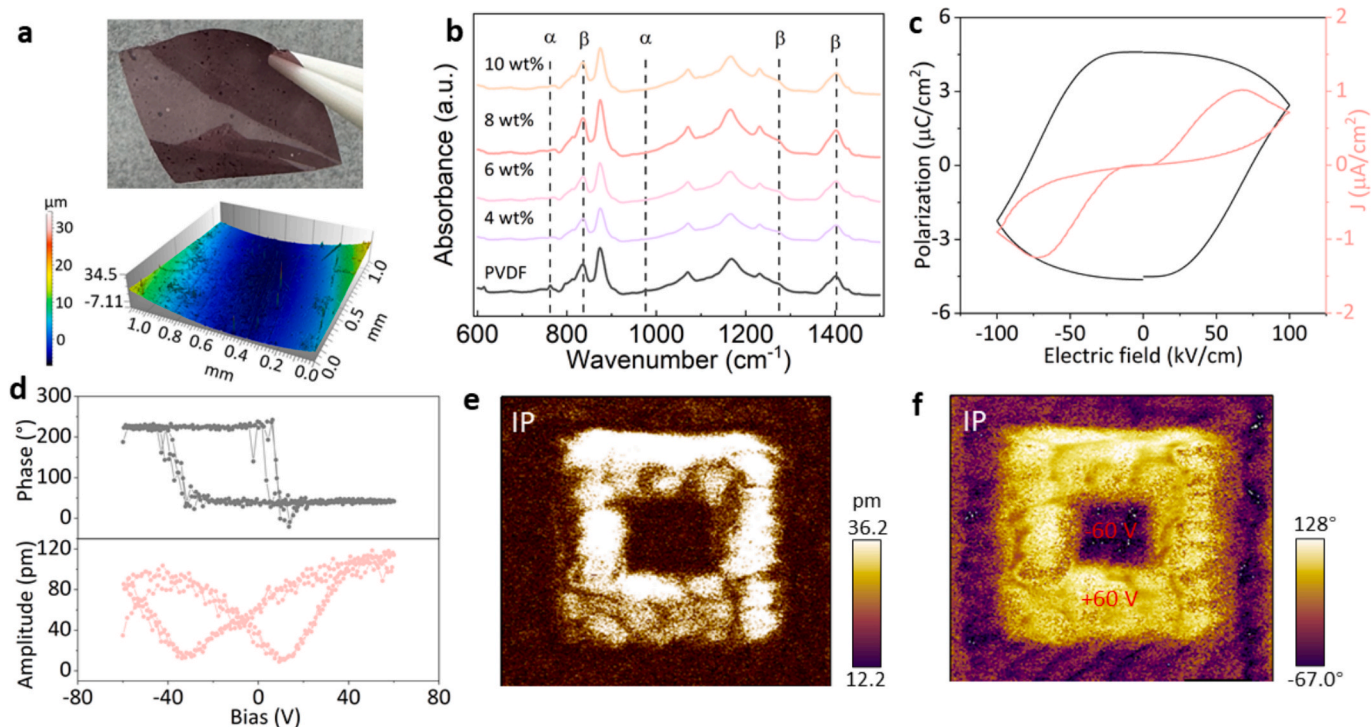 a
μm
30
20
10
0
34.5
-7.11
1.0 0.8 0.6 0.4 0.2 0.0
mm
0.0 0.5 1.0
mm
b
α β α β β
10 wt%
8 wt%
6 wt%
4 wt%
PVDF
Absorbance (a.u.)
600 800 1000 1200 1400
Wavenumber (cm⁻¹)
c
6
3
0
-3
-6
Polarization (μC/cm²)
2
1
0
-1
-2
J (μA/cm²)
-100 -50 0 50 100
Electric field (kV/cm)
d
300
200
100
0
Phase (°)
120
80
40
0
Amplitude (pm)
-80 -40 0 40 80
Bias (V)
e
IP
pm
36.2
12.2
f
IP
-60 V
+60 V
128°
-67.0°